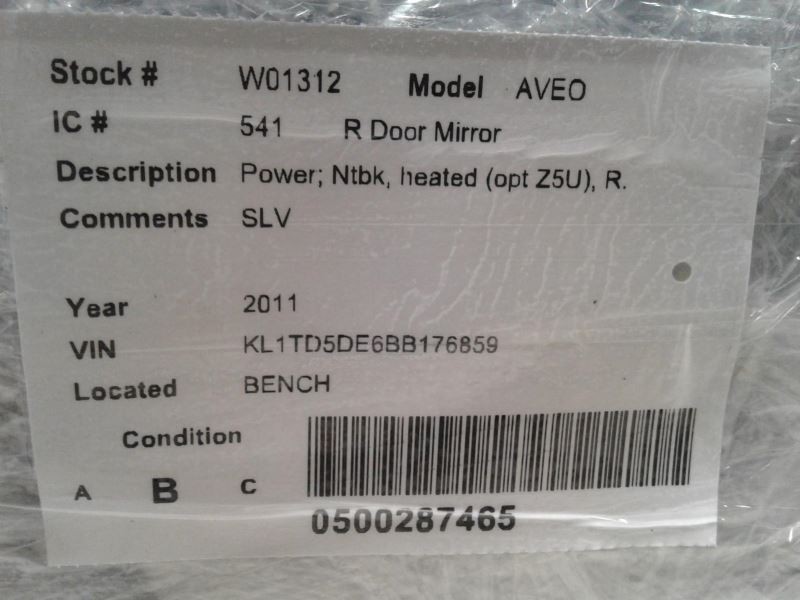 Stock # W01312 Model AVEO
IC # 541 R Door Mirror
Description Power; Ntbk, heated (opt Z5U), R.
Comments SLV
Year 2011
VIN KL1TD5DE6BB176859
Located BENCH
Condition
A B C
0500287465